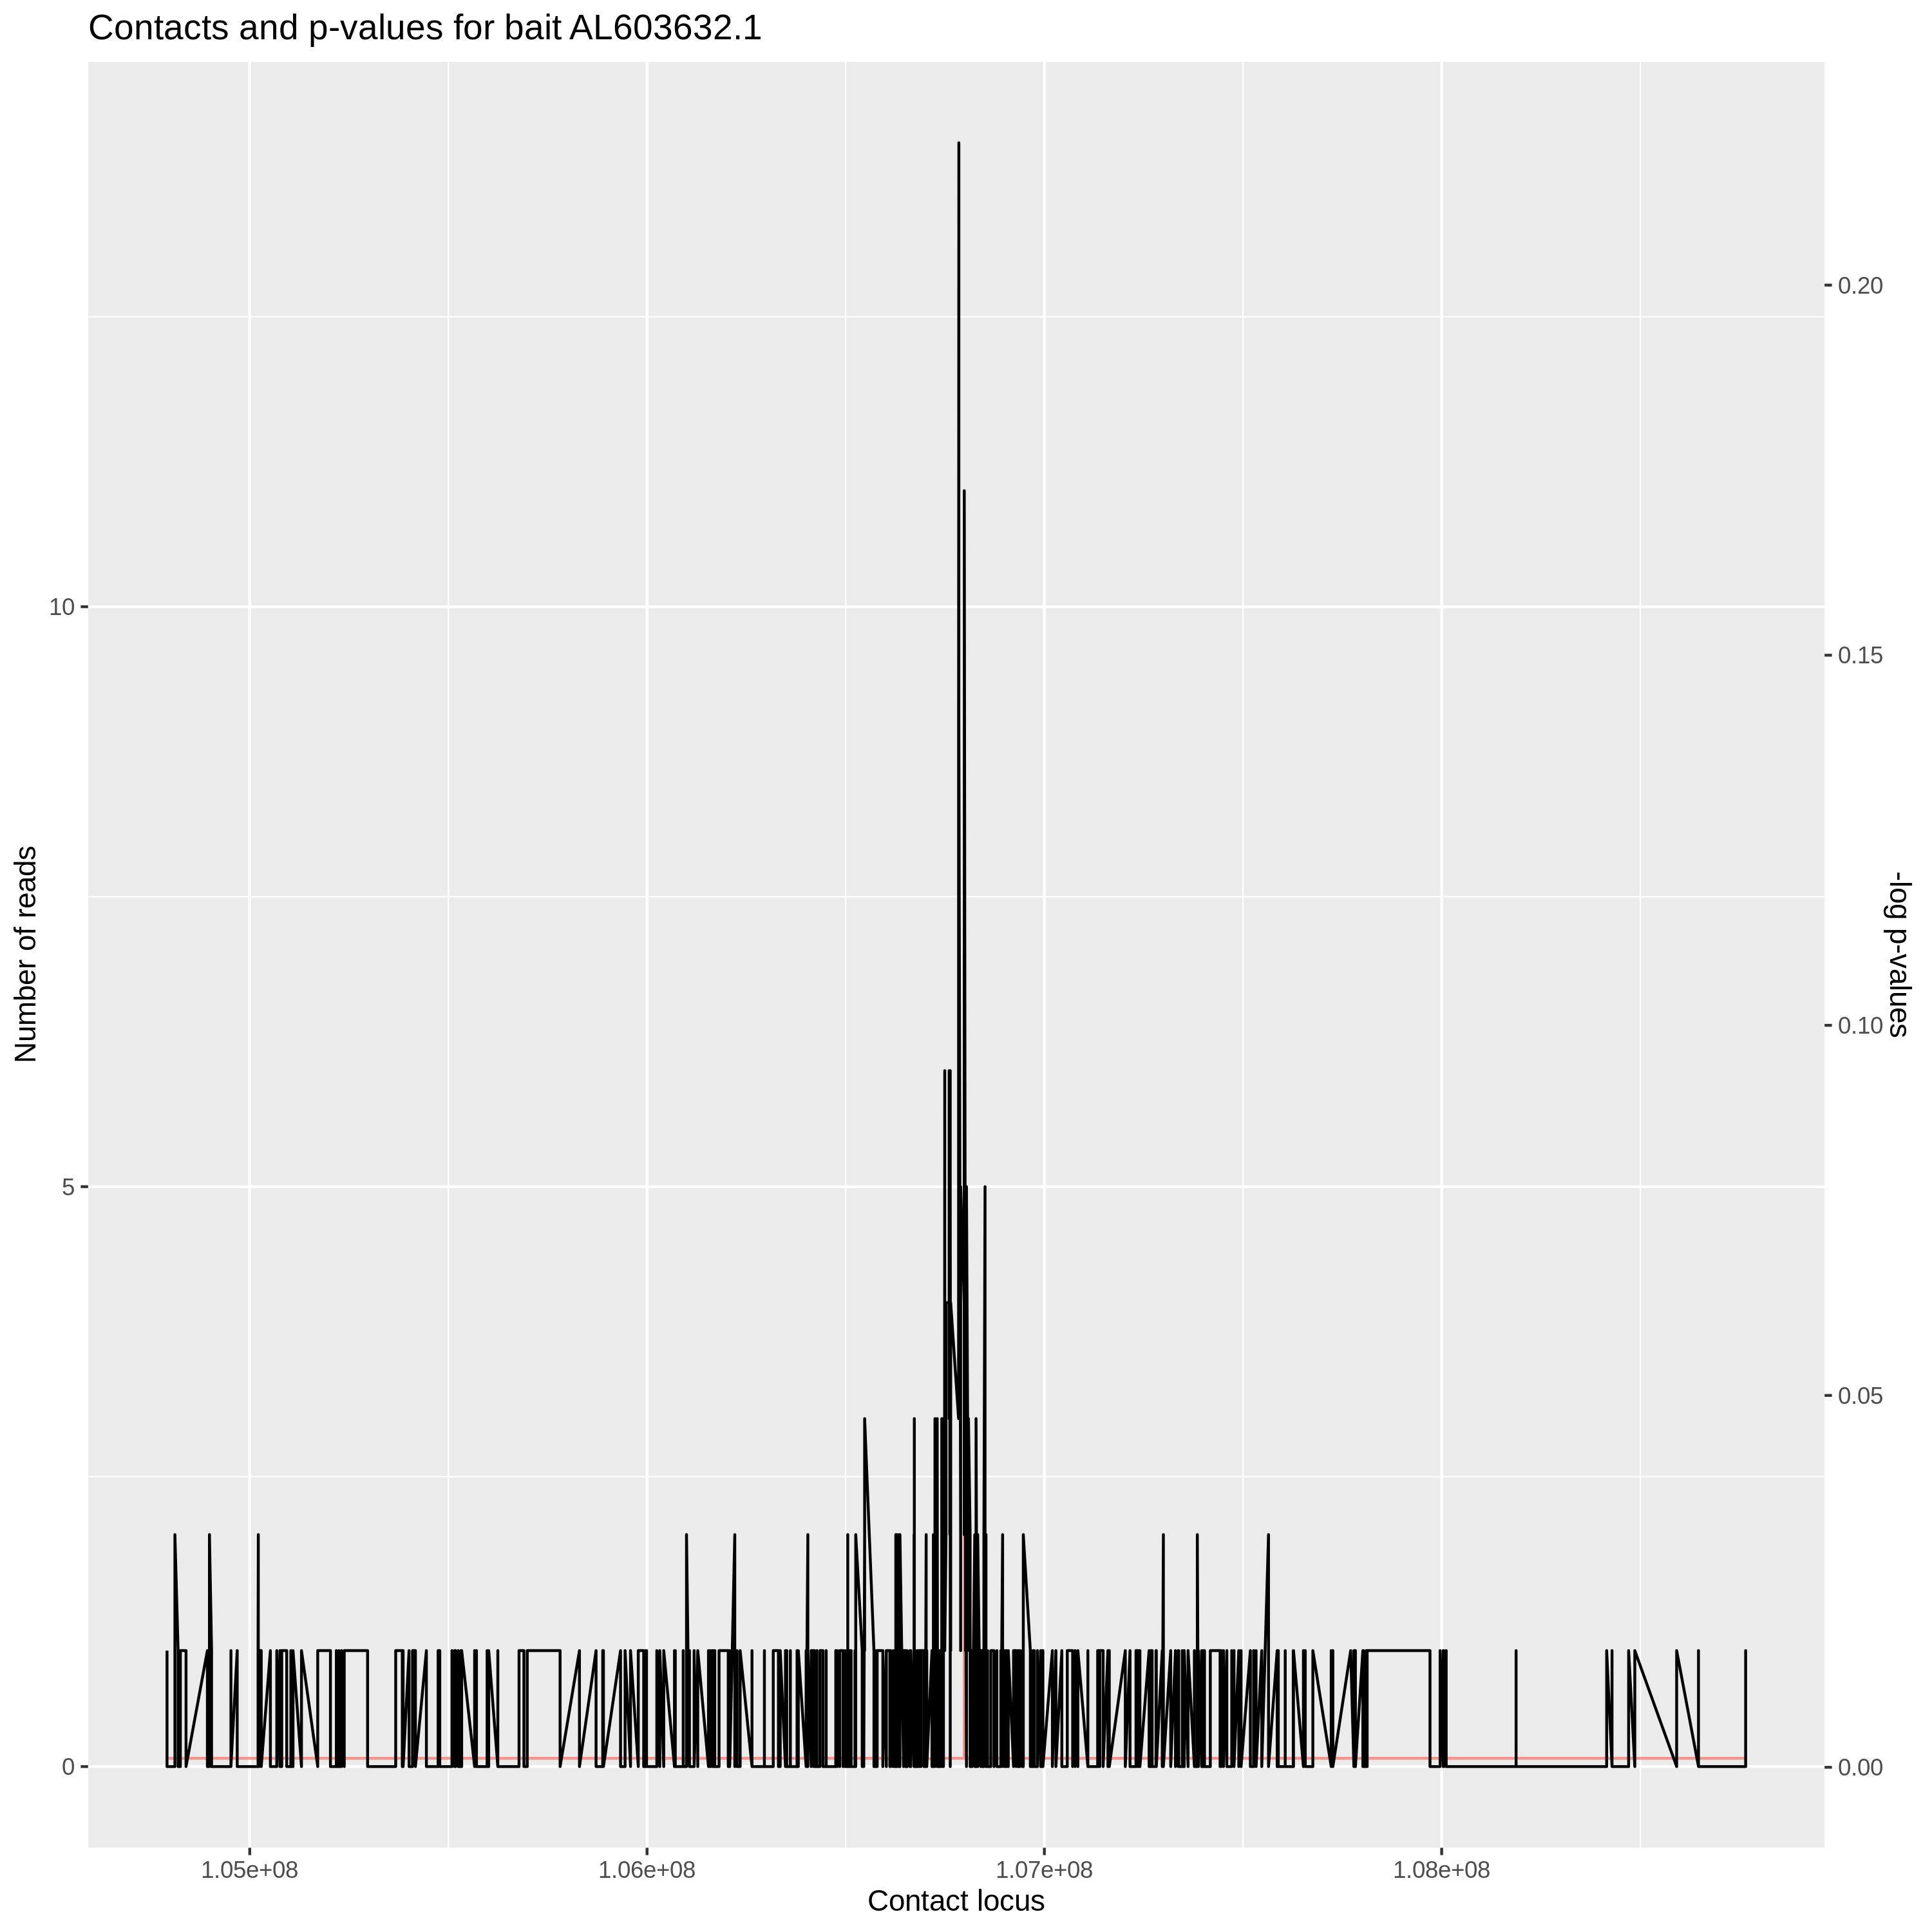 Contacts and p-values for bait AL603632.1
Number of reads
10
5
0
0.20
0.15
0.10
0.05
0.00
-log p-values
1.05e+08
1.06e+08
1.07e+08
1.08e+08
Contact locus